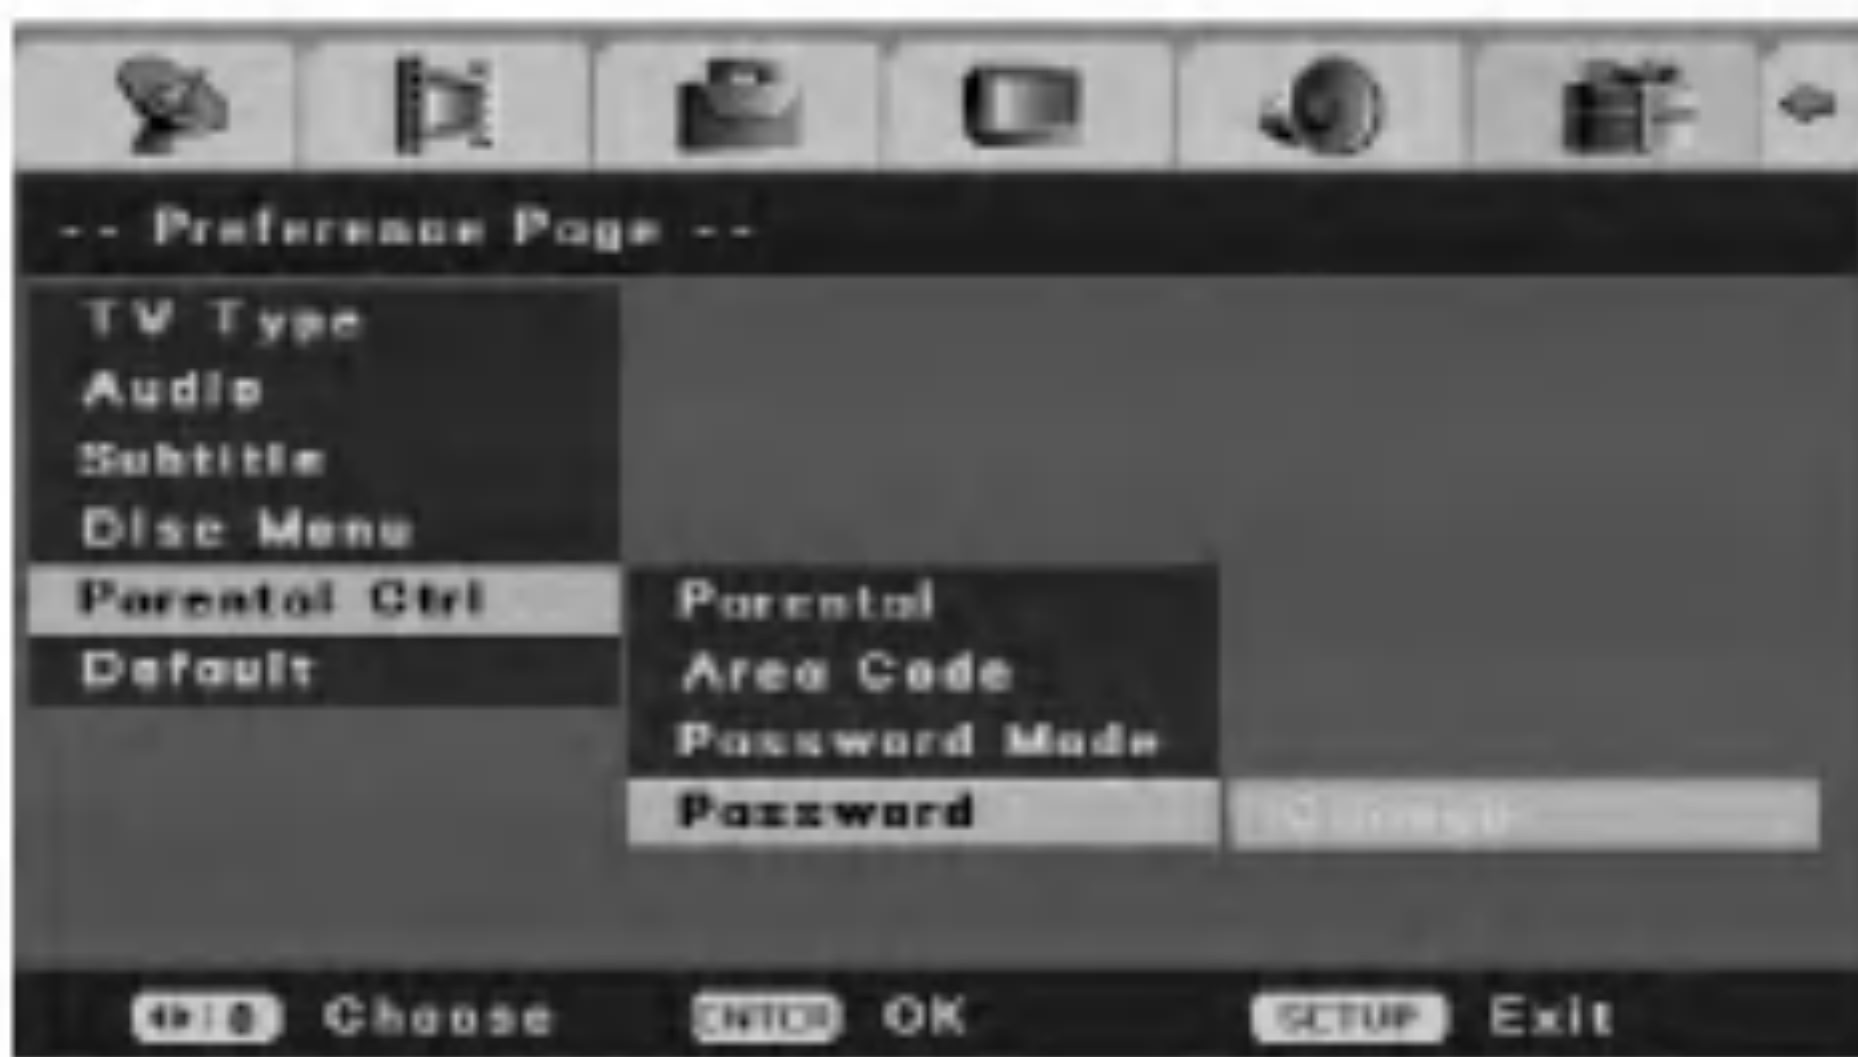 -- Preference Page --
TV Type
Audio
Subtitle
Disc Menu
Parental Ctrl
Default
Parental
Area Code
Password Mode
Password
Choose
ENTER OK
SETUP Exit